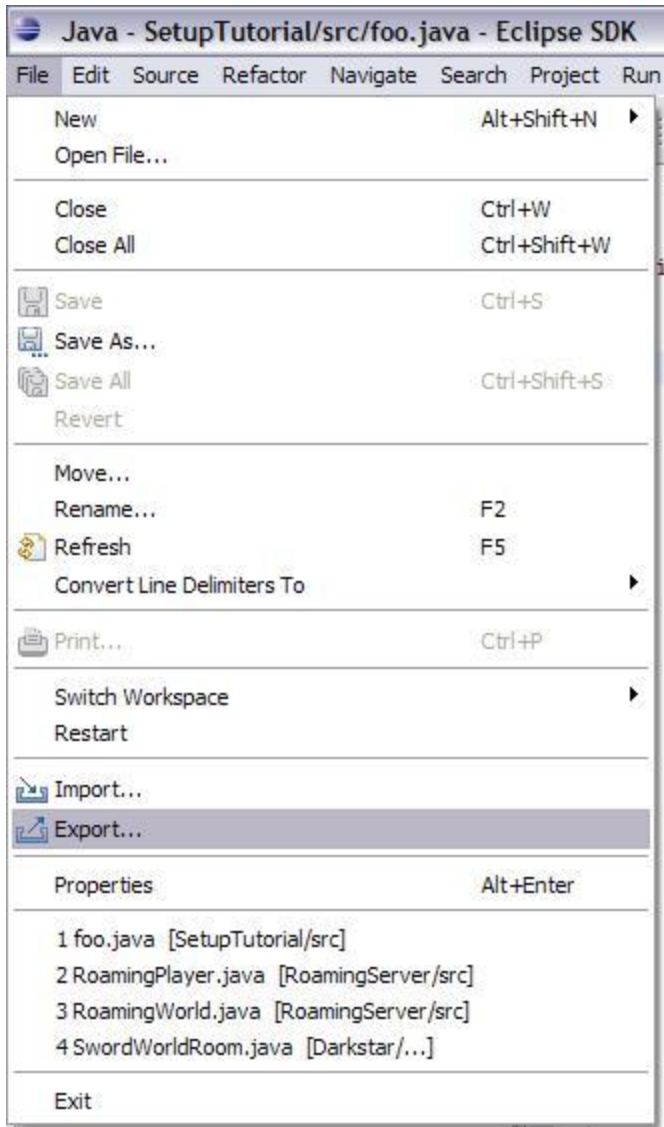 Java - SetupTutorial/src/foo.java - Eclipse SDK
File Edit Source Refactor Navigate Search Project Run
New Alt+Shift+N
Open File...
Close Ctrl+W
Close All Ctrl+Shift+W
Save Ctrl+S
Save As...
Save All Ctrl+Shift+S
Revert
Move...
Rename... F2
Refresh F5
Convert Line Delimiters To
Print... Ctrl+P
Switch Workspace
Restart
Import...
Export...
Properties Alt+Enter
1 foo.java [SetupTutorial/src]
2 RoamingPlayer.java [RoamingServer/src]
3 RoamingWorld.java [RoamingServer/src]
4 SwordWorldRoom.java [Darkstar/...]
Exit